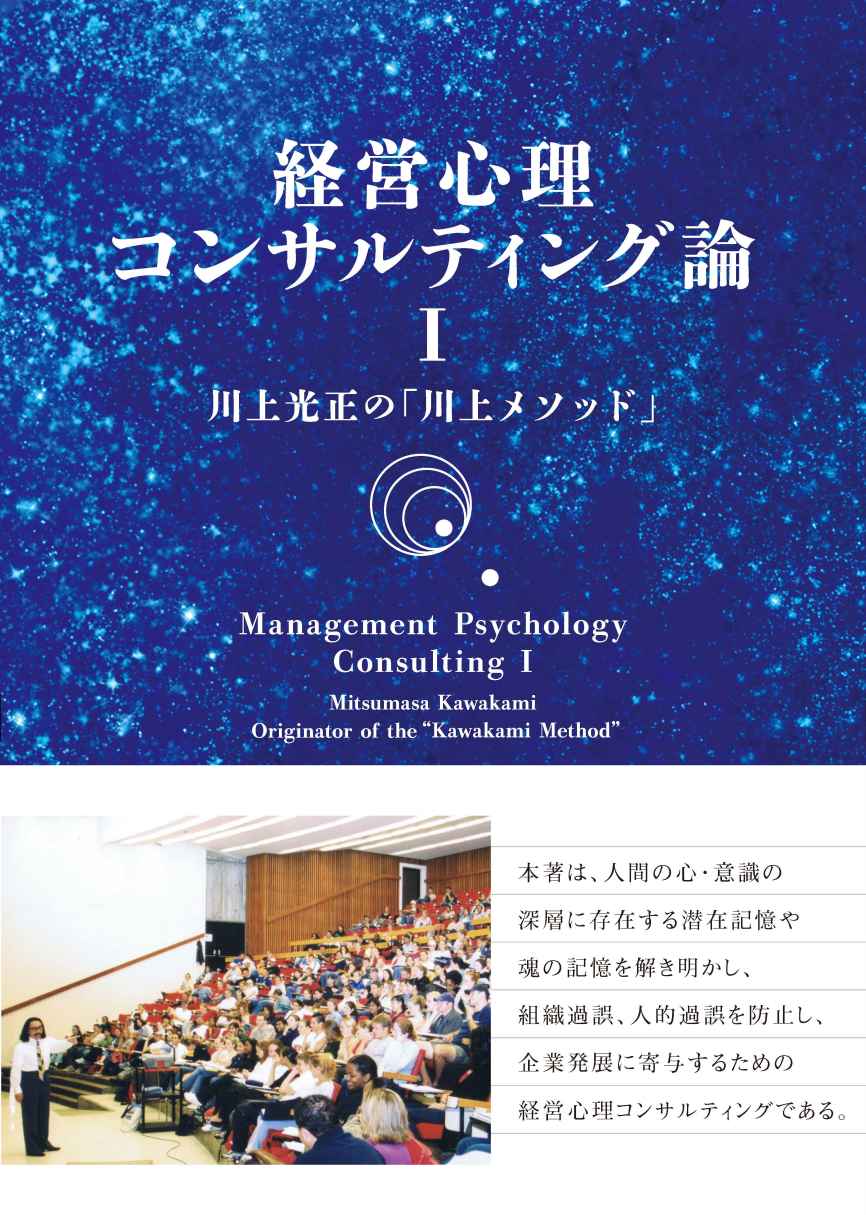 経営心理
コンサルティング論
I
川上光正の「川上メソッド」
Management Psychology
Consulting I
Mitsumasa Kawakami
Originator of the “Kawakami Method”
本著は、人間の心・意識の
深層に存在する潜在記憶や
魂の記憶を解き明かし、
組織過誤、人的過誤を防止し、
企業発展に寄与するための
経営心理コンサルティングである。